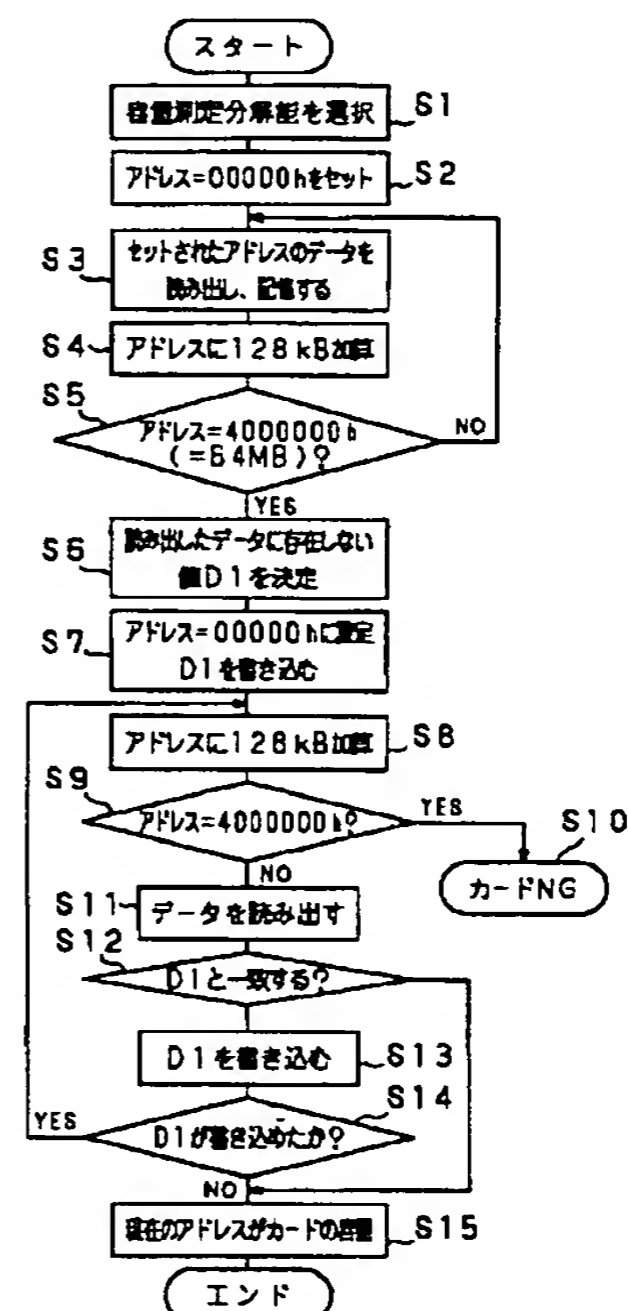 スタート
容量測定分解能を選択
S1
アドレス=00000hをセット
S2
S3
セットされたアドレスのデータを
読み出し、記憶する
S4
アドレスに128kB加算
S5
アドレス=4000000h
(=64MB)?
NO
YES
S6
読み出したデータに存在しない
値D1を決定
S7
アドレス=00000hに設定
D1を書き込む
アドレスに128kB加算
S8
S9
アドレス=4000000h?
YES
S10
カードNG
NO
S11
データを読み出す
S12
D1と一致する?
D1を書き込む
S13
S14
D1が書き込めたか?
YES
NO
現在のアドレスがカードの容量
S15
エンド